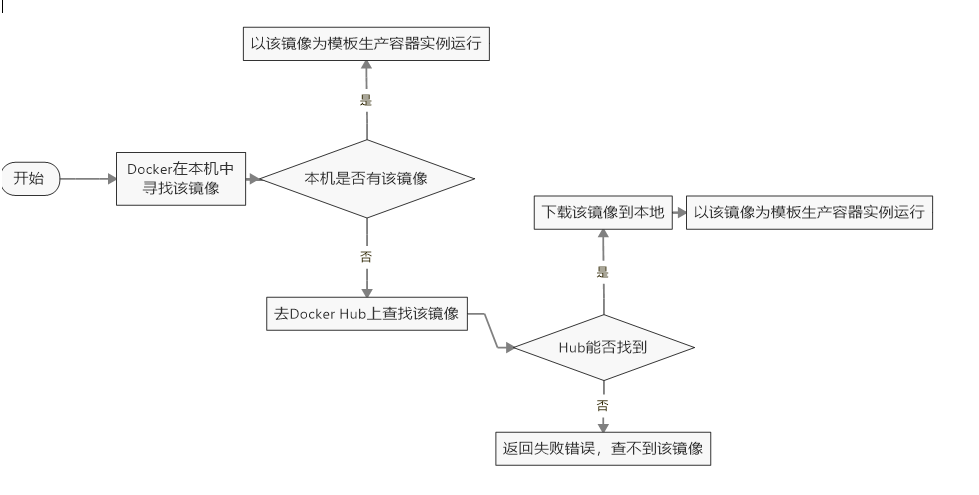 以该镜像为模板生产容器实例运行
是
开始
Docker在本机中
寻找该镜像
本机是否有该镜像
否
去Docker Hub上查找该镜像
Hub能否找到
是
下载该镜像到本地
以该镜像为模板生产容器实例运行
否
返回失败错误，查不到该镜像